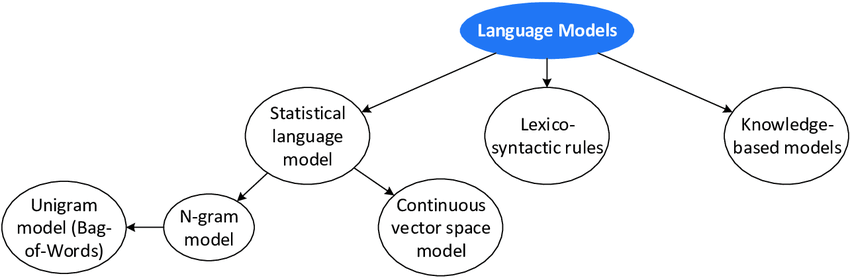 Language Models
Statistical
language
model
Lexico-
syntactic rules
Knowledge-
based models
Unigram
model (Bag-
of-Words)
N-gram
model
Continuous
vector space
model